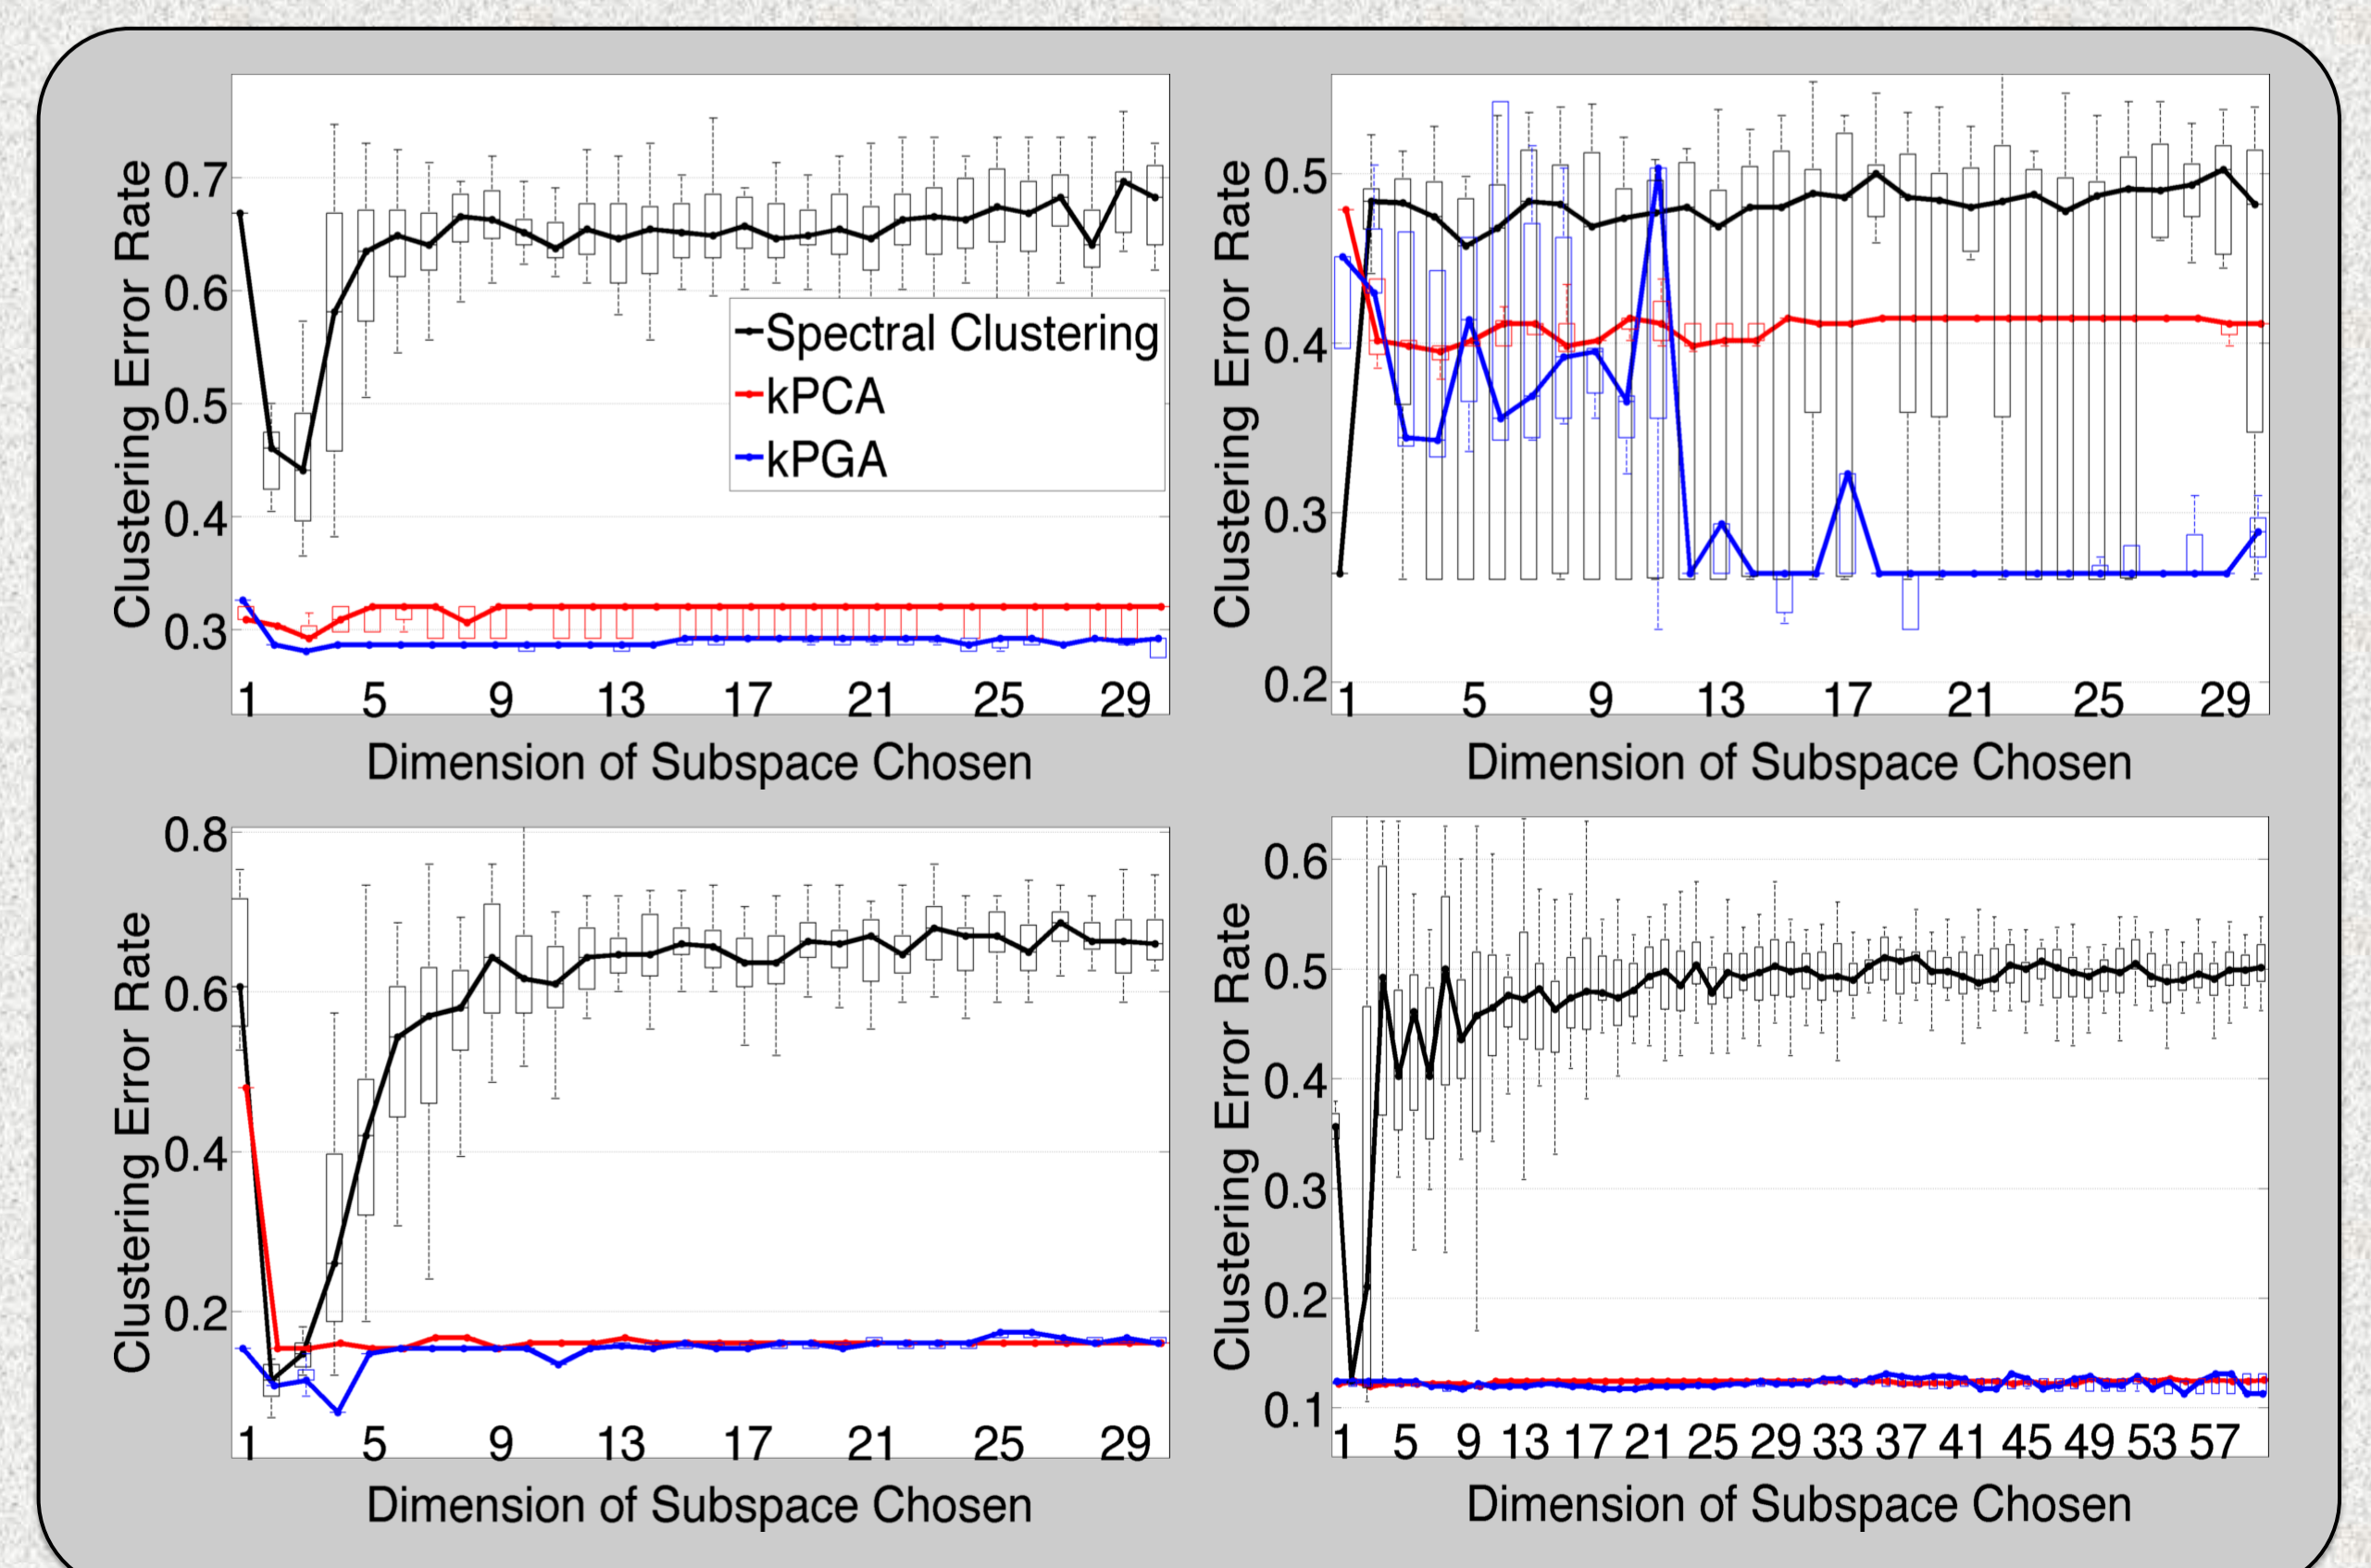 Clustering Error Rate
0.7
0.6
0.5
0.4
0.3
Spectral Clustering
kPCA
kPGA
1 5 9 13 17 21 25 29
Dimension of Subspace Chosen
Clustering Error Rate
0.5
0.4
0.3
0.2
1 5 9 13 17 21 25 29
Dimension of Subspace Chosen
Clustering Error Rate
0.8
0.6
0.4
0.2
1 5 9 13 17 21 25 29
Dimension of Subspace Chosen
Clustering Error Rate
0.6
0.5
0.4
0.3
0.2
0.1
1 5 9 13 17 21 25 29 33 37 41 45 49 53 57
Dimension of Subspace Chosen